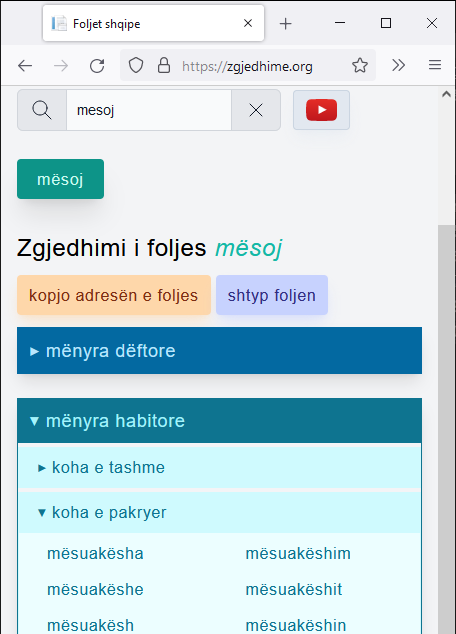 Foljet shqipe
https://zgjedhime.org
mesoj
mësoj
Zgjedhimi i foljes mësoj
kopjo adresën e foljes shtyp foljen
▸ mënyra dëftore
▾ mënyra habitore
▸ koha e tashme
▾ koha e pakryer
mësuakësha mësuakëshim
mësuakëshe mësuakëshit
mësuakësh mësuakëshin